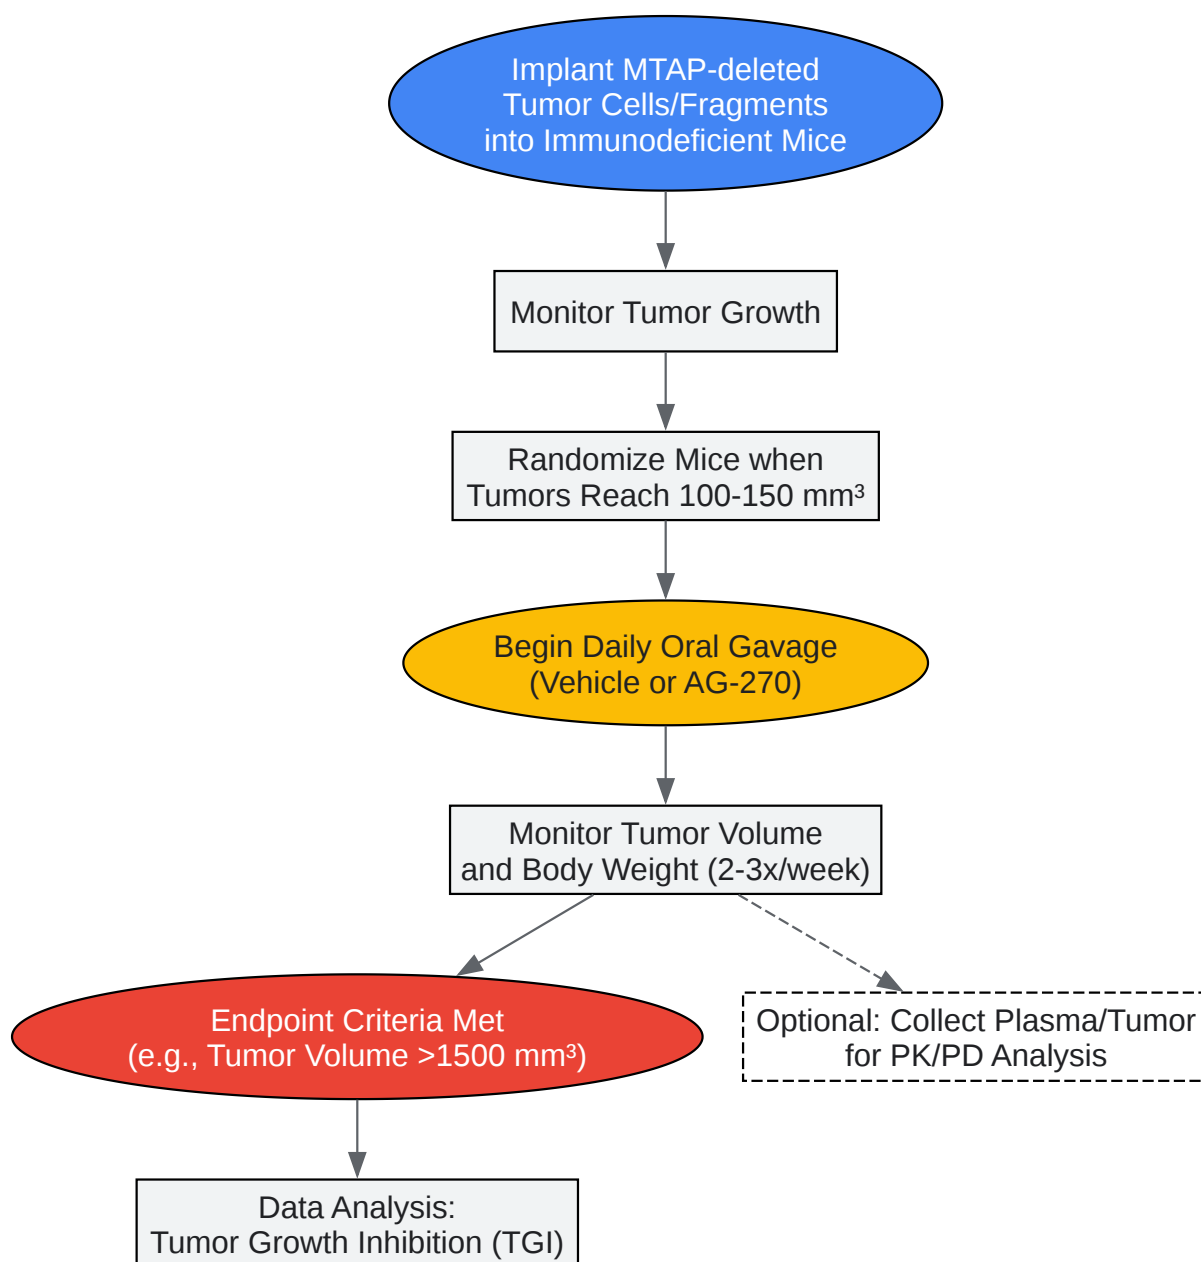 Implant MTAP-deleted
Tumor Cells/Fragments
into Immunodeficient Mice
Monitor Tumor Growth
Randomize Mice when
Tumors Reach 100-150 mm³
Begin Daily Oral Gavage
(Vehicle or AG-270)
Monitor Tumor Volume
and Body Weight (2-3x/week)
Endpoint Criteria Met
(e.g., Tumor Volume >1500 mm³)
Optional: Collect Plasma/Tumor
for PK/PD Analysis
Data Analysis:
Tumor Growth Inhibition (TGI)